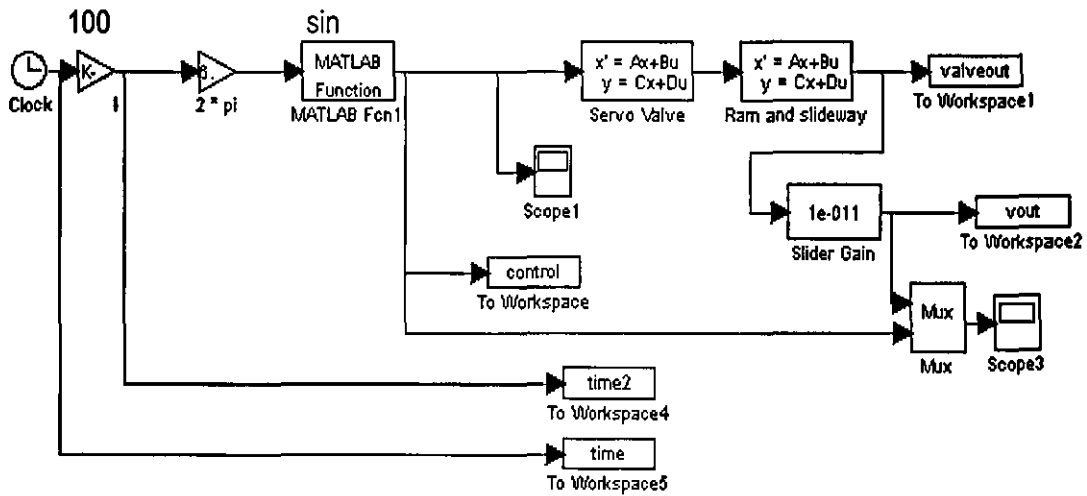 100
sin
K-
3.
MATLAB
Function
x' = Ax+Bu
y = Cx+Du
x' = Ax+Bu
y = Cx+Du
valveout
Clock
2 * pi
MATLAB Fcn1
Servo Valve
Ram and slideway
To Workspace1
Scope1
1e-011
vout
Slider Gain
To Workspace2
control
To Workspace
Mux
Mux
Scope3
time2
To Workspace4
time
To Workspace5